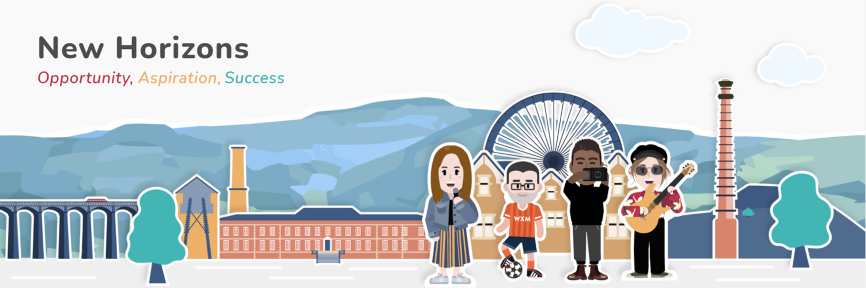 New Horizons
Opportunity, Aspiration, Success
WXM